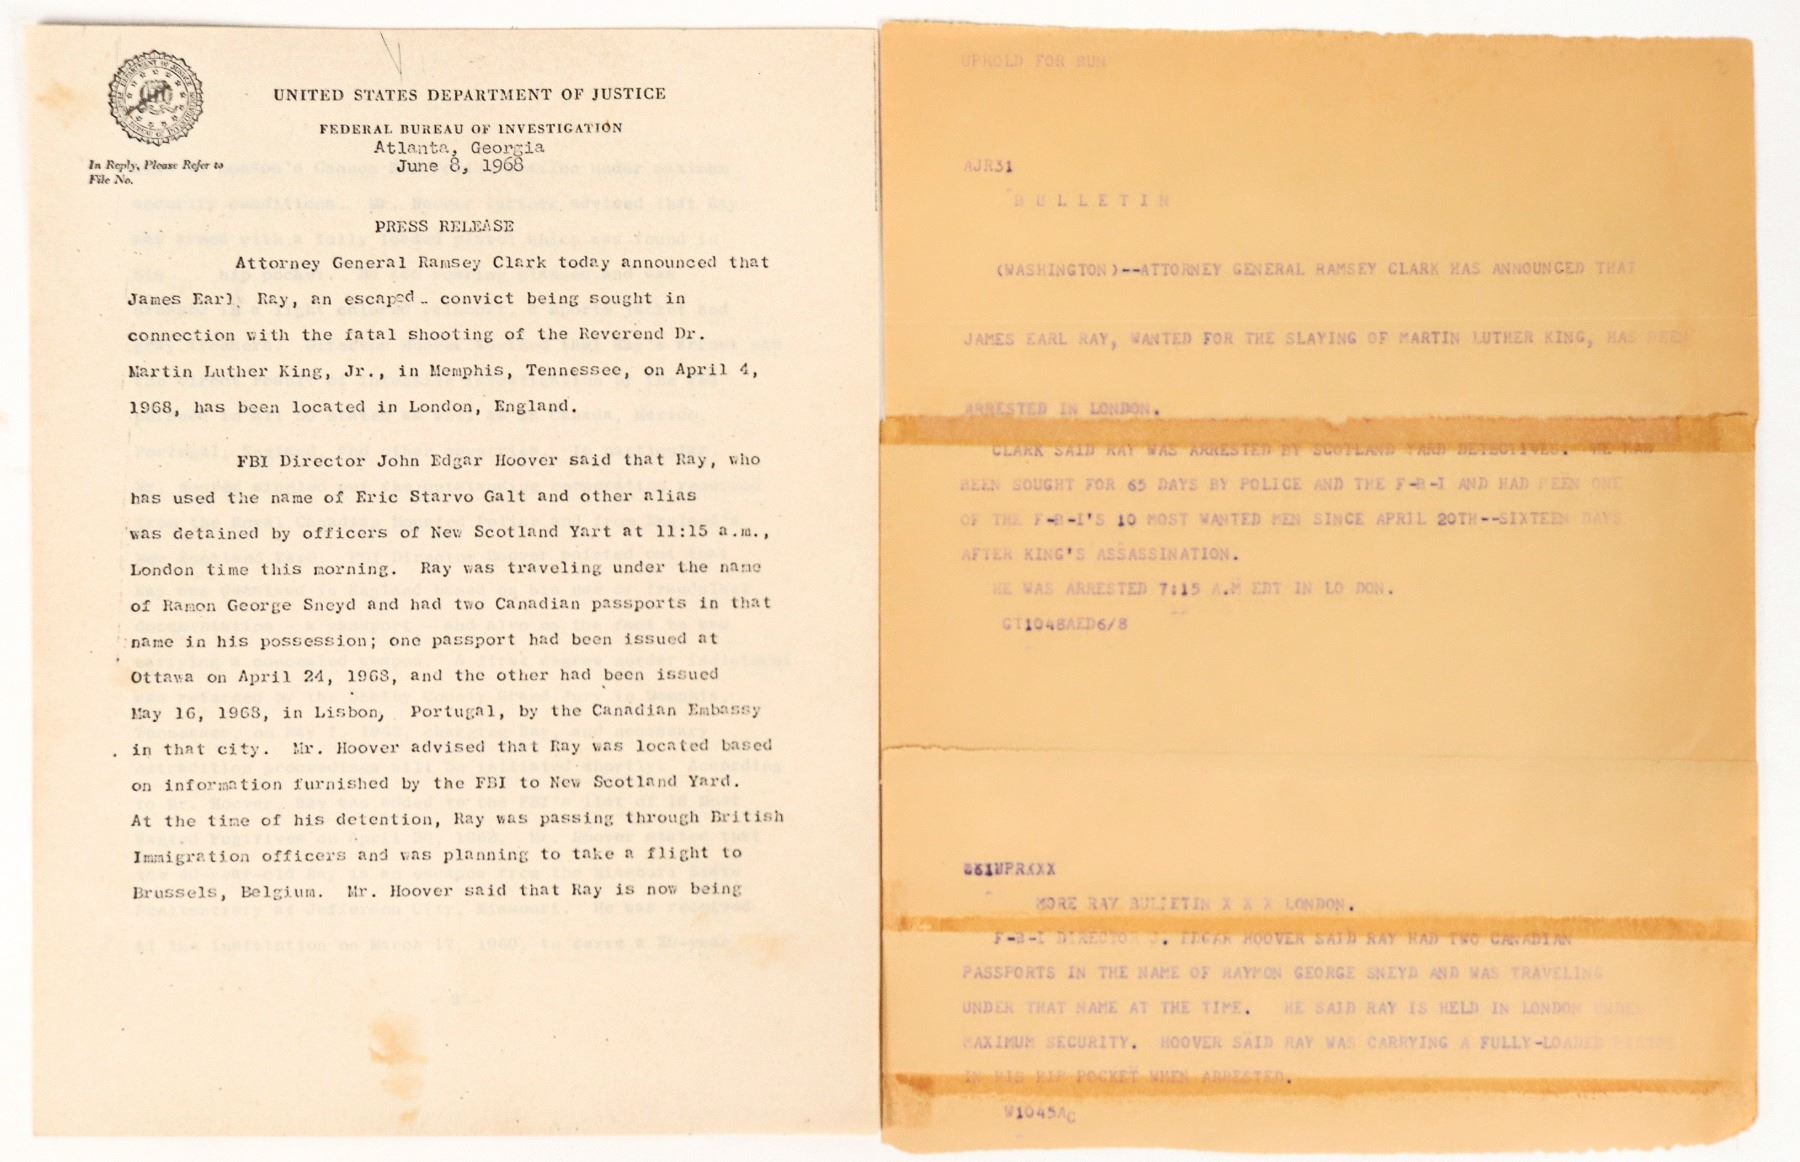 UNITED STATES DEPARTMENT OF JUSTICE
FEDERAL BUREAU OF INVESTIGATION
Atlanta, Georgia
June 8, 1968
In Reply, Please Refer to
File No.
PRESS RELEASE
Attorney General Ramsey Clark today announced that
James Earl Ray, an escaped convict being sought in
connection with the fatal shooting of the Reverend Dr.
Martin Luther King, Jr., in Memphis, Tennessee, on April 4,
1968, has been located in London, England.
FBI Director John Edgar Hoover said that Ray, who
has used the name of Eric Starvo Galt and other alias
was detained by officers of New Scotland Yart at 11:15 a.m.,
London time this morning. Ray was traveling under the name
of Ramon George Sneyd and had two Canadian passports in that
name in his possession; one passport had been issued at
Ottawa on April 24, 1968, and the other had been issued
May 16, 1968, in Lisbon, Portugal, by the Canadian Embassy
in that city. Mr. Hoover advised that Ray was located based
on information furnished by the FBI to New Scotland Yard.
At the time of his detention, Ray was passing through British
Immigration officers and was planning to take a flight to
Brussels, Belgium. Mr. Hoover said that Ray is now being
UPHOLD FOR BUN
AJR31
BULLETIN
(WASHINGTON)--ATTORNEY GENERAL RAMSEY CLARK HAS ANNOUNCED THAT
JAMES EARL RAY, WANTED FOR THE SLAYING OF MARTIN LUTHER KING, HAS BEEN
ARRESTED IN LONDON.
CLARK SAID RAY WAS ARRESTED BY SCOTLAND YARD DETECTIVES. HE HAD
BEEN SOUGHT FOR 65 DAYS BY POLICE AND THE F-B-I AND HAD BEEN ONE
OF THE F-B-I'S 10 MOST WANTED MEN SINCE APRIL 20TH--SIXTEEN DAYS
AFTER KING'S ASSASSINATION.
HE WAS ARRESTED 7:15 A.M EDT IN LO DON.
GT1048AED6/8
MORE RAY BULLETIN X X X LONDON.
F-B-I DIRECTOR J. EDGAR HOOVER SAID RAY HAD TWO CANADIAN
PASSPORTS IN THE NAME OF RAYMON GEORGE SNEYD AND WAS TRAVELING
UNDER THAT NAME AT THE TIME. HE SAID RAY IS HELD IN LONDON UNDER
MAXIMUM SECURITY. HOOVER SAID RAY WAS CARRYING A FULLY-LOADED PISTOL
IN HIS HIP POCKET WHEN ARRESTED.
W1045AC